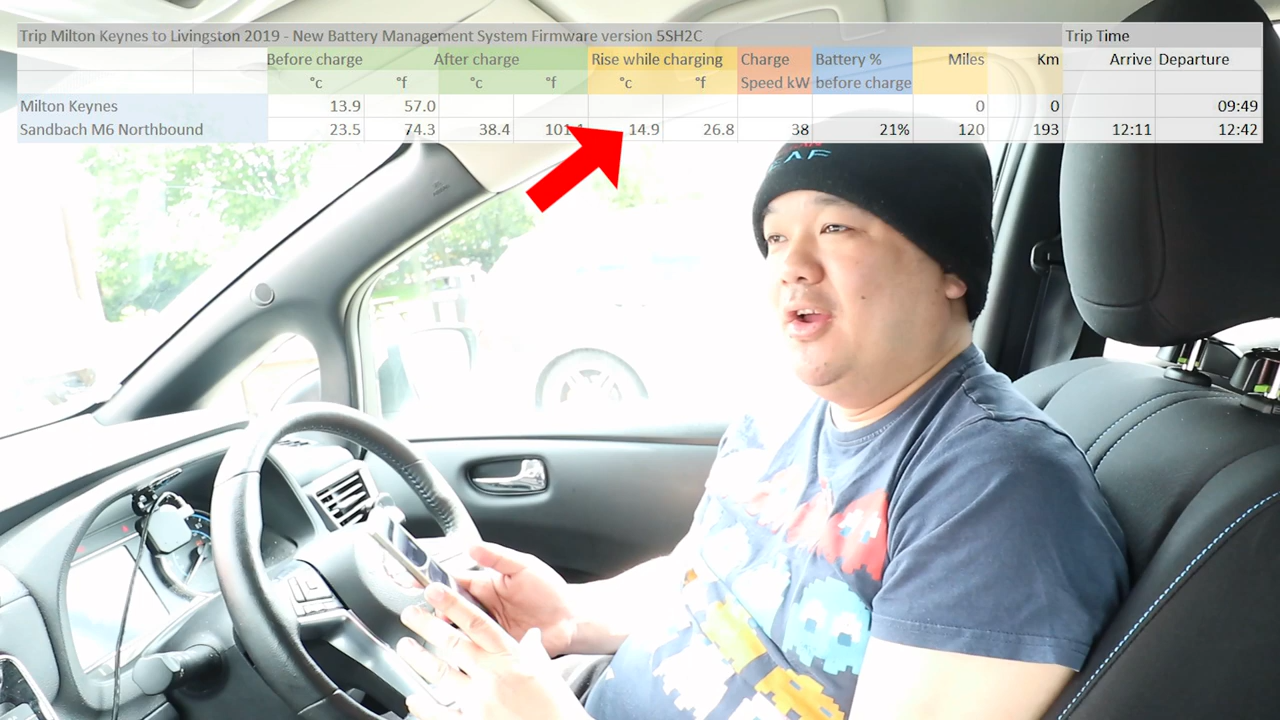 Trip Milton Keynes to Livingston 2019 - New Battery Management System Firmware version 5SH2C Trip Time
Before charge After charge Rise while charging Charge Battery % Miles Km Arrive Departure
°c °f °c °f °c °f Speed kW before charge
Milton Keynes 13.9 57.0 0 0 09:49
Sandbach M6 Northbound 23.5 74.3 38.4 14.9 26.8 38 21% 120 193 12:11 12:42